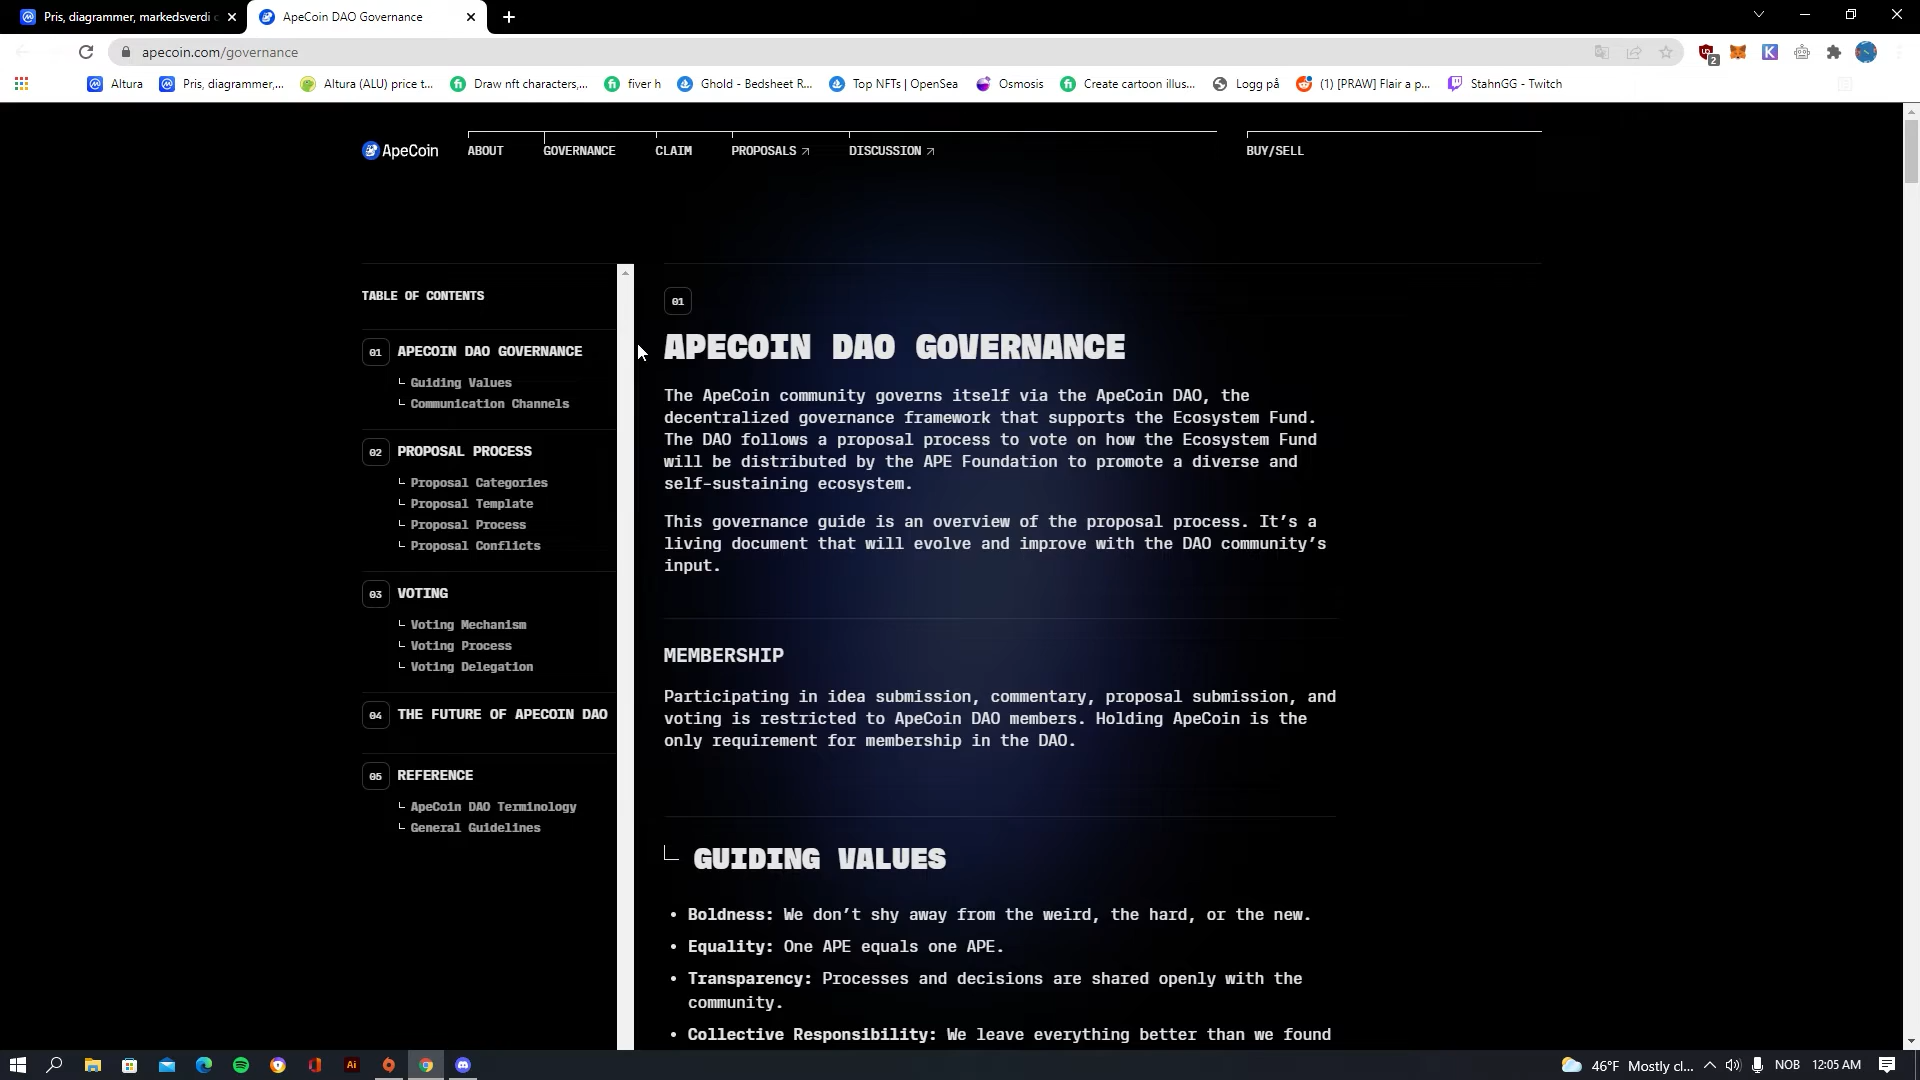 Pris, diagrammer, markedsverdi
ApeCoin DAO Governance
apecoin.com/governance
2
Altura
Pris, diagrammer,...
Altura (ALU) price t...
Draw nft characters,...
fiver h
Ghold - Bedsheet R...
Top NFTs | OpenSea
Osmosis
Create cartoon illus...
Logg på
(1) [PRAW] Flair a p...
StahnGG - Twitch
ApeCoin
ABOUT
GOVERNANCE
CLAIM
PROPOSALS
DISCUSSION
BUY/SELL
TABLE OF CONTENTS
01 APECOIN DAO GOVERNANCE
Guiding Values
Communication Channels
02 PROPOSAL PROCESS
Proposal Categories
Proposal Template
Proposal Process
Proposal Conflicts
03 VOTING
Voting Mechanism
Voting Process
Voting Delegation
04 THE FUTURE OF APECOIN DAO
05 REFERENCE
ApeCoin DAO Terminology
General Guidelines
01
APECOIN DAO GOVERNANCE
The ApeCoin community governs itself via the ApeCoin DAO, the
decentralized governance framework that supports the Ecosystem Fund.
The DAO follows a proposal process to vote on how the Ecosystem Fund
will be distributed by the APE Foundation to promote a diverse and
self-sustaining ecosystem.
This governance guide is an overview of the proposal process. It's a
living document that will evolve and improve with the DAO community's
input.
MEMBERSHIP
Participating in idea submission, commentary, proposal submission, and
voting is restricted to ApeCoin DAO members. Holding ApeCoin is the
only requirement for membership in the DAO.
GUIDING VALUES
• Boldness: We don't shy away from the weird, the hard, or the new.
• Equality: One APE equals one APE.
• Transparency: Processes and decisions are shared openly with the
community.
• Collective Responsibility: We leave everything better than we found
Ai
46°F Mostly cl...
NOB
12:05 AM